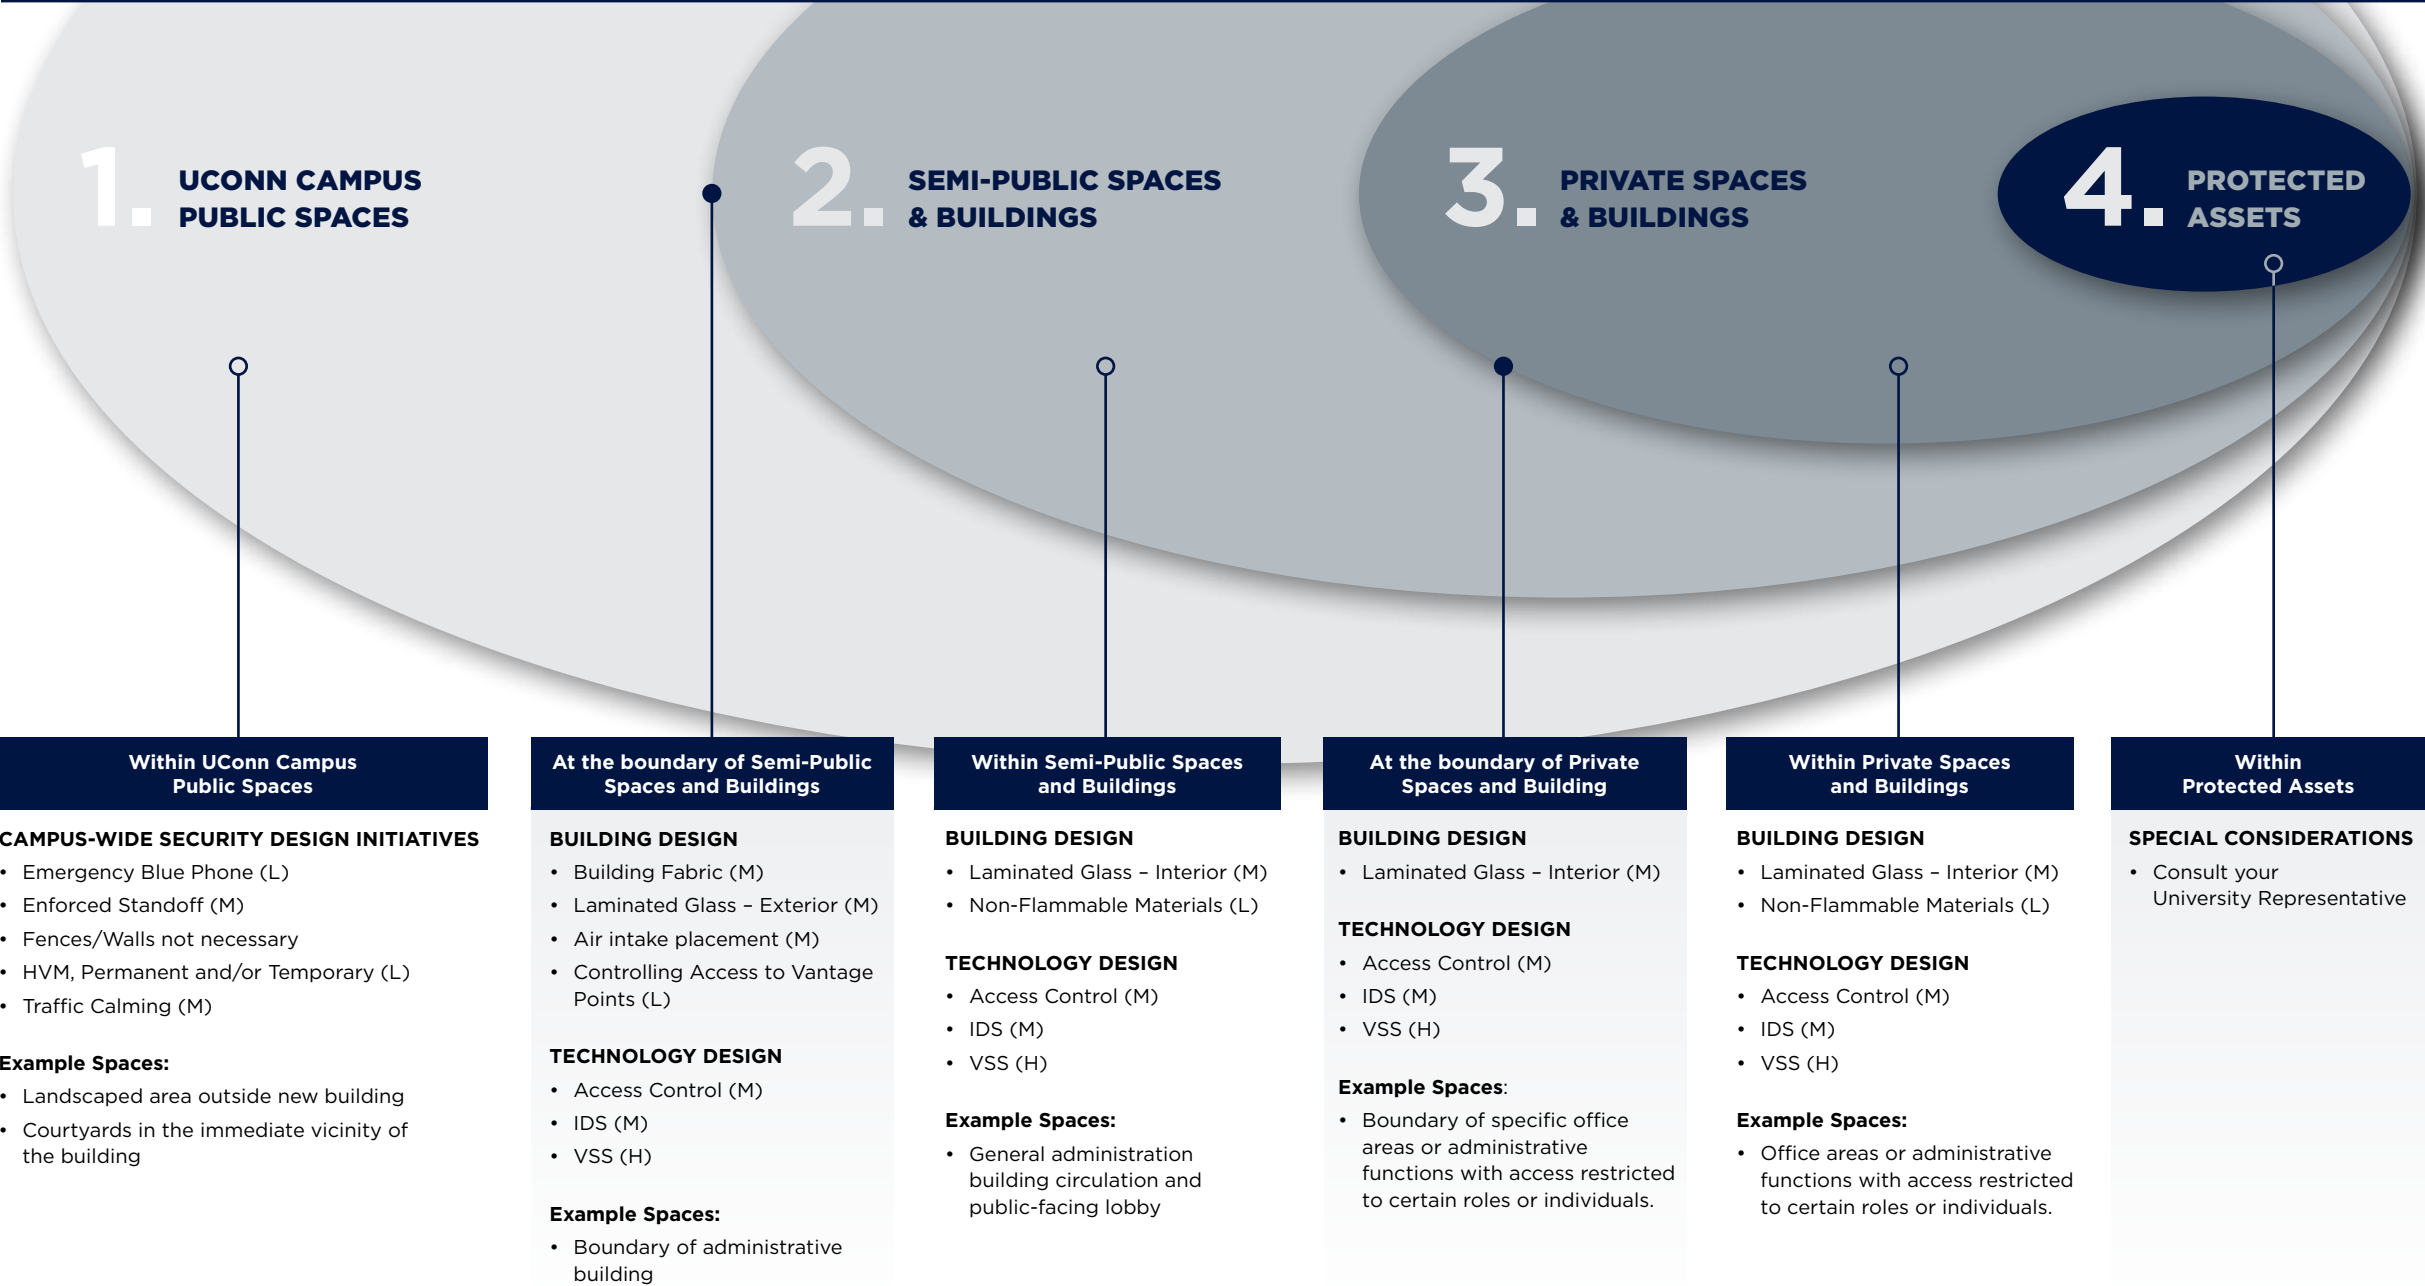 1. UCONN CAMPUS
PUBLIC SPACES
2. SEMI-PUBLIC SPACES
& BUILDINGS
3. PRIVATE SPACES
& BUILDINGS
4. PROTECTED
ASSETS
Within UConn Campus
Public Spaces
CAMPUS-WIDE SECURITY DESIGN INITIATIVES
• Emergency Blue Phone (L)
• Enforced Standoff (M)
• Fences/Walls not necessary
• HVM, Permanent and/or Temporary (L)
• Traffic Calming (M)
Example Spaces:
• Landscaped area outside new building
• Courtyards in the immediate vicinity of
the building
At the boundary of Semi-Public
Spaces and Buildings
BUILDING DESIGN
• Building Fabric (M)
• Laminated Glass – Exterior (M)
• Air intake placement (M)
• Controlling Access to Vantage
Points (L)
TECHNOLOGY DESIGN
• Access Control (M)
• IDS (M)
• VSS (H)
Example Spaces:
• Boundary of administrative
building
Within Semi-Public Spaces
and Buildings
BUILDING DESIGN
• Laminated Glass – Interior (M)
• Non-Flammable Materials (L)
TECHNOLOGY DESIGN
• Access Control (M)
• IDS (M)
• VSS (H)
Example Spaces:
• General administration
building circulation and
public-facing lobby
At the boundary of Private
Spaces and Building
BUILDING DESIGN
• Laminated Glass – Interior (M)
TECHNOLOGY DESIGN
• Access Control (M)
• IDS (M)
• VSS (H)
Example Spaces:
• Boundary of specific office
areas or administrative
functions with access restricted
to certain roles or individuals.
Within Private Spaces
and Buildings
BUILDING DESIGN
• Laminated Glass – Interior (M)
• Non-Flammable Materials (L)
TECHNOLOGY DESIGN
• Access Control (M)
• IDS (M)
• VSS (H)
Example Spaces:
• Office areas or administrative
functions with access restricted
to certain roles or individuals.
Within
Protected Assets
SPECIAL CONSIDERATIONS
• Consult your
University Representative